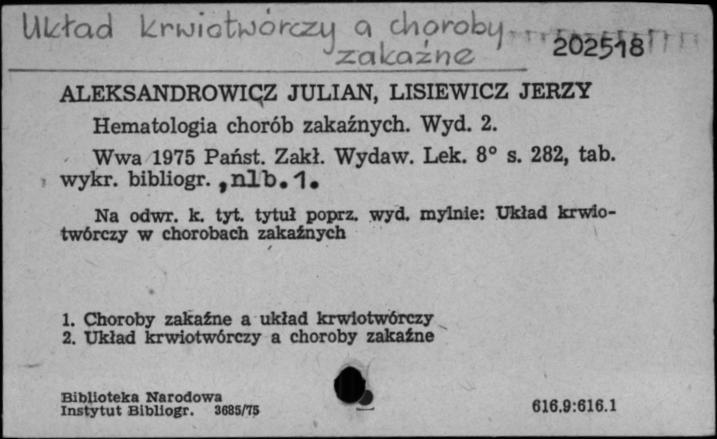 Układ krwiotwórczy a choroby
zakaźne
202518
ALEKSANDROWICZ JULIAN, LISIEWICZ JERZY
Hematologia chorób zakaźnych. Wyd. 2.
Wwa 1975 Państ. Zakł. Wydaw. Lek. 8° s. 282, tab.
wykr. bibliogr. ,nlb.1.
Na odwr. k. tyt. tytuł poprz. wyd. mylnie: Układ krwio-
twórczy w chorobach zakaźnych
1. Choroby zakaźne a układ krwiotwórczy
2. Układ krwiotwórczy a choroby zakaźne
Biblioteka Narodowa
Instytut Bibliogr. 3685/75
616.9:616.1